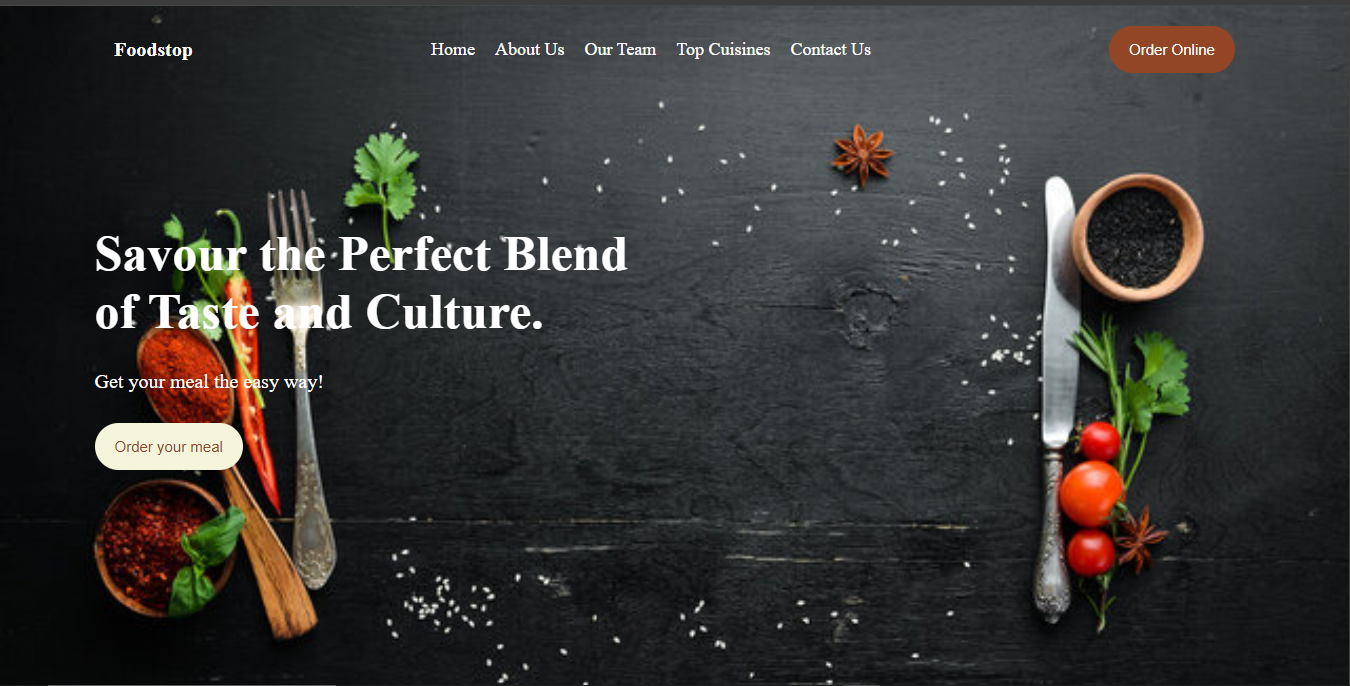 Foodstop
Home About Us Our Team Top Cuisines Contact Us
Order Online
Savour the Perfect Blend
of Taste and Culture.
Get your meal the easy way!
Order your meal